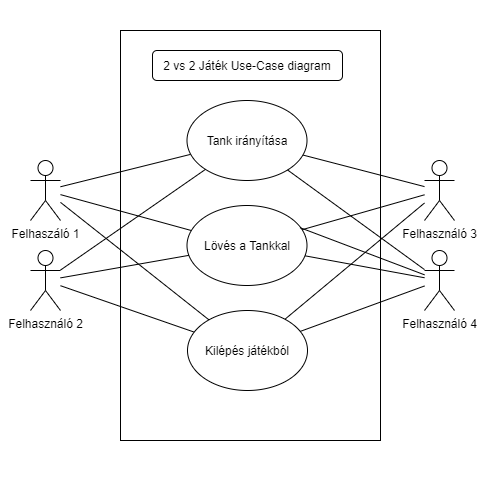 2 vs 2 Játék Use-Case diagram
Tank irányítása
Felhaszáló 1
Lövés a Tankkal
Felhasználó 3
Felhasználó 2
Felhasználó 4
Kilépés játékból